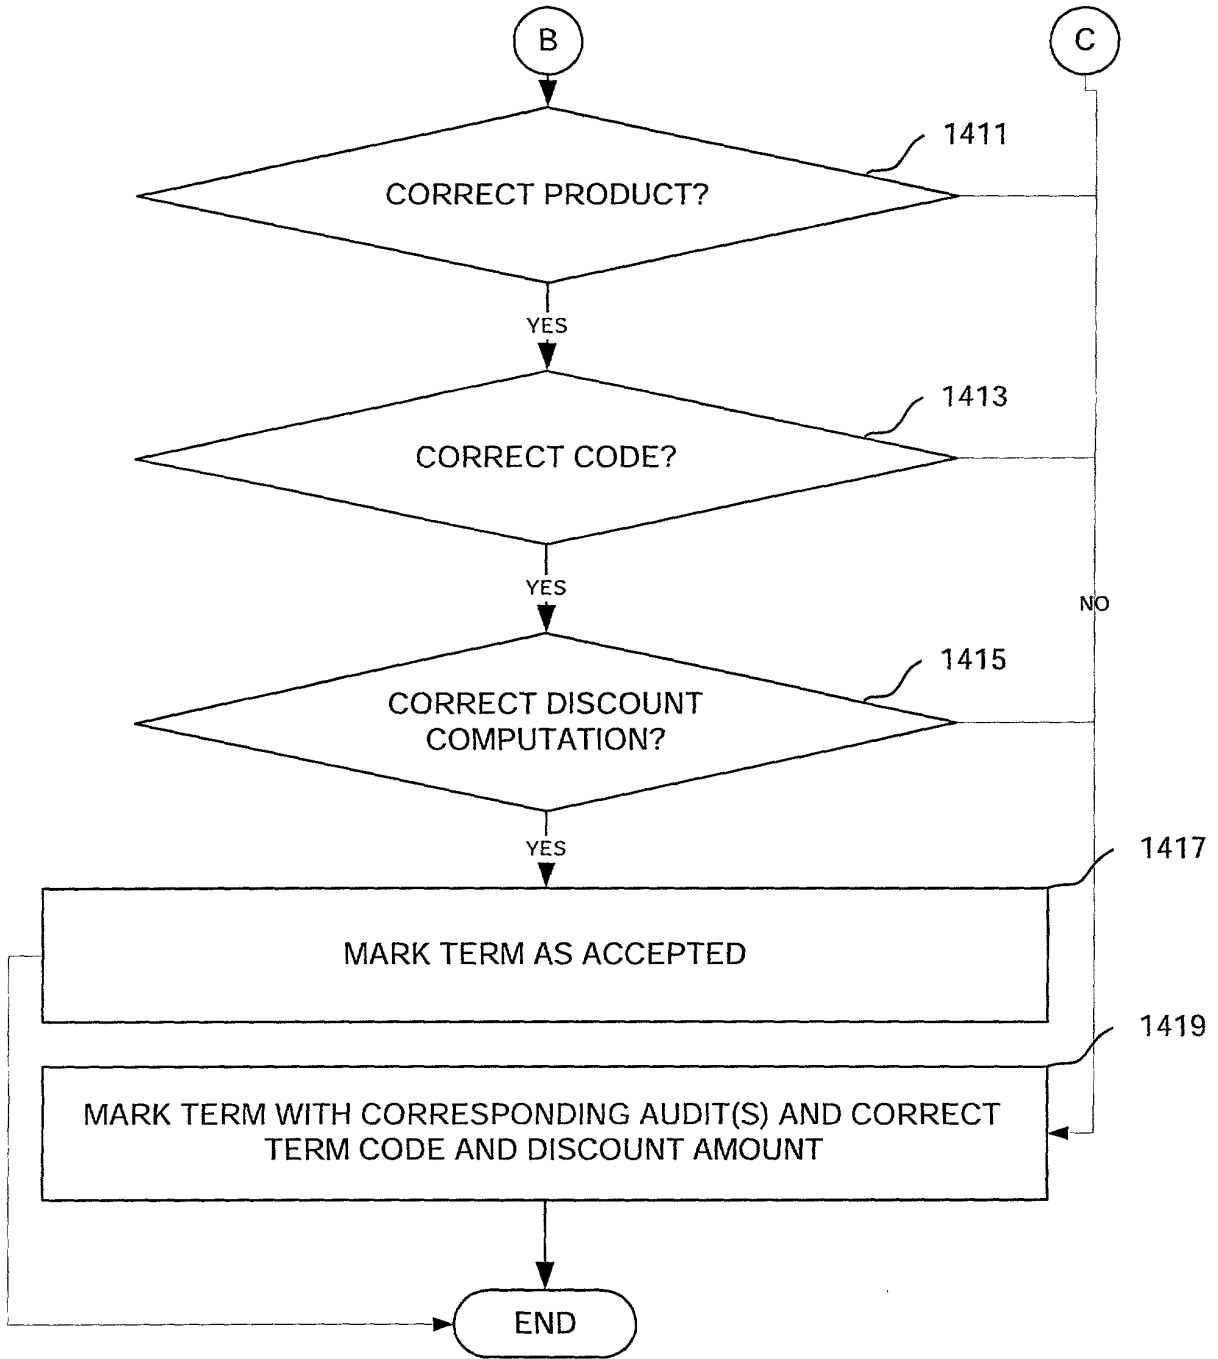 B
C
1411
CORRECT PRODUCT?
YES
1413
CORRECT CODE?
YES
NO
1415
CORRECT DISCOUNT
COMPUTATION?
YES
1417
MARK TERM AS ACCEPTED
1419
MARK TERM WITH CORRESPONDING AUDIT(S) AND CORRECT
TERM CODE AND DISCOUNT AMOUNT
END